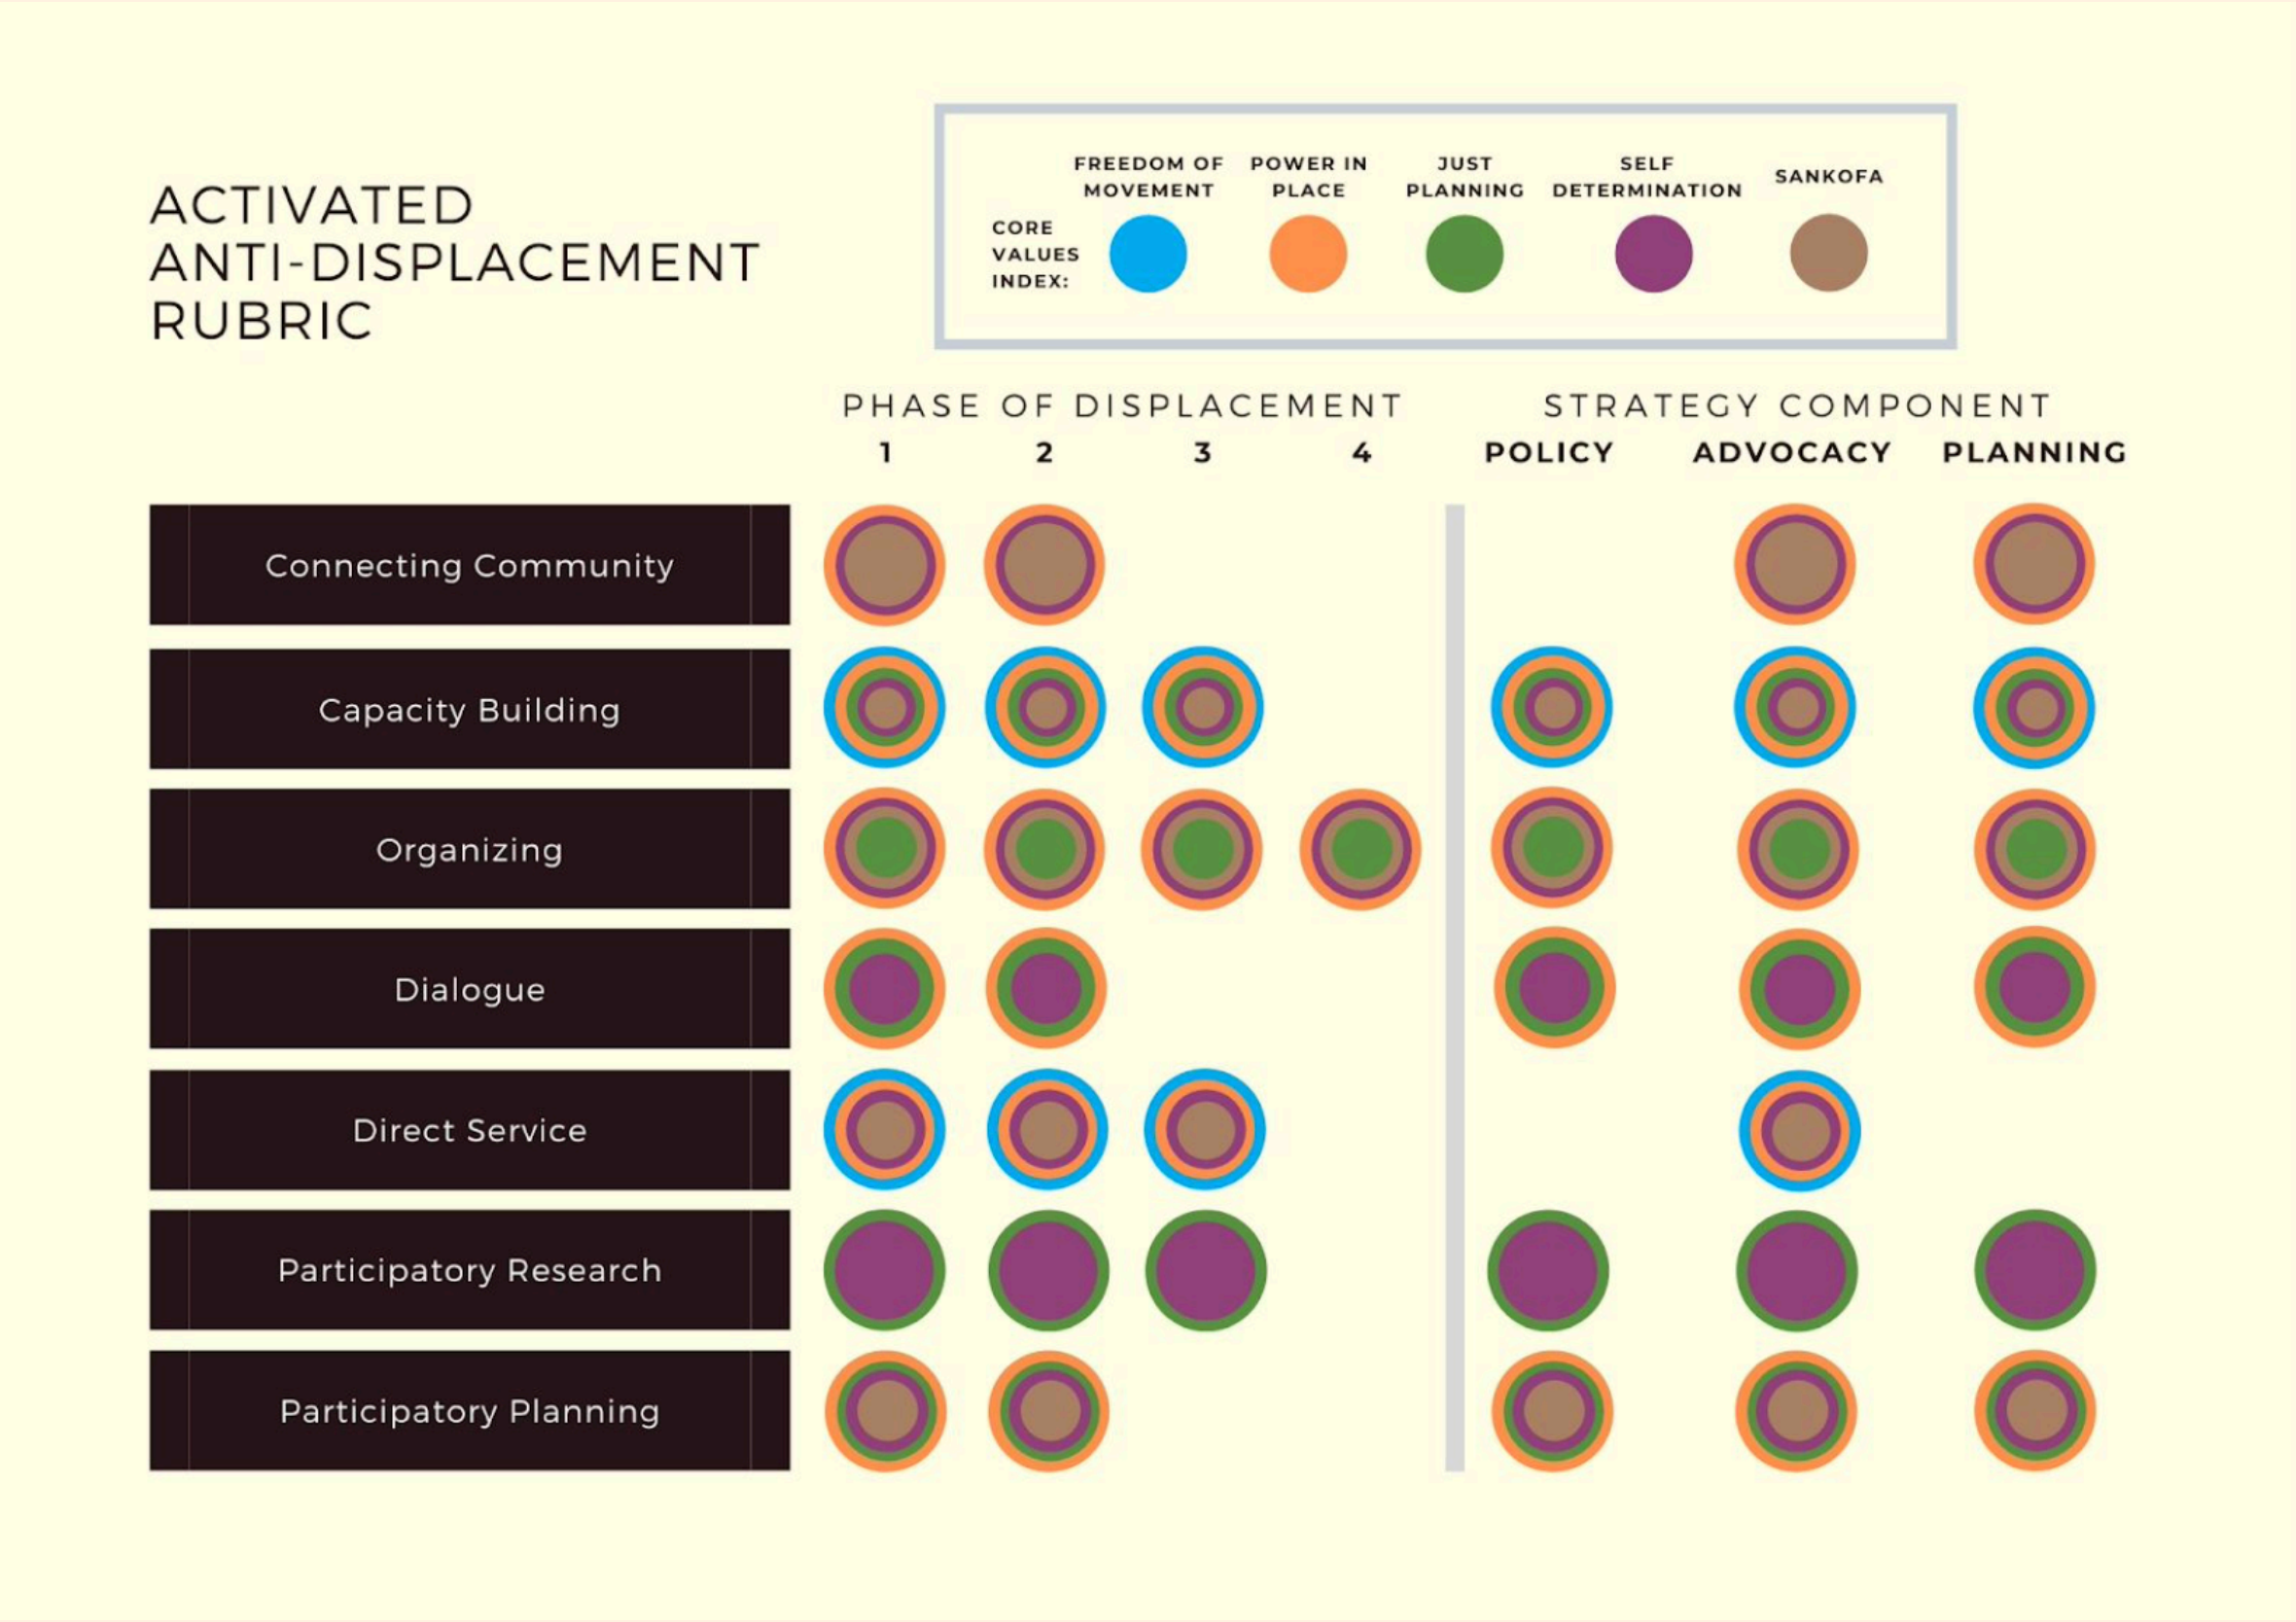 ACTIVATED
ANTI-DISPLACEMENT
RUBRIC
FREEDOM OF
MOVEMENT
POWER IN
PLACE
JUST
PLANNING
SELF
DETERMINATION
SANKOFA
CORE
VALUES
INDEX:
PHASE OF DISPLACEMENT
STRATEGY COMPONENT
1 2 3 4 POLICY ADVOCACY PLANNING
Connecting Community
Capacity Building
Organizing
Dialogue
Direct Service
Participatory Research
Participatory Planning